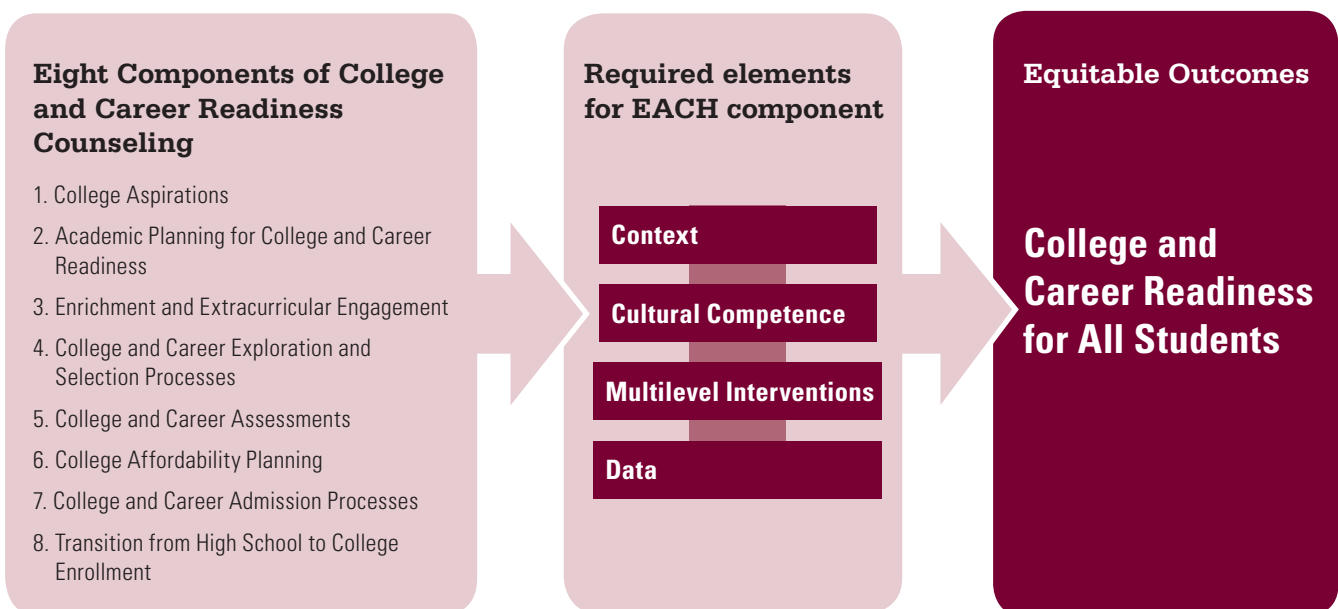 Eight Components of College
and Career Readiness
Counseling
1. College Aspirations
2. Academic Planning for College and Career
Readiness
3. Enrichment and Extracurricular Engagement
4. College and Career Exploration and
Selection Processes
5. College and Career Assessments
6. College Affordability Planning
7. College and Career Admission Processes
8. Transition from High School to College
Enrollment
Required elements
for EACH component
Context
Cultural Competence
Multilevel Interventions
Data
Equitable Outcomes
College and
Career Readiness
for All Students